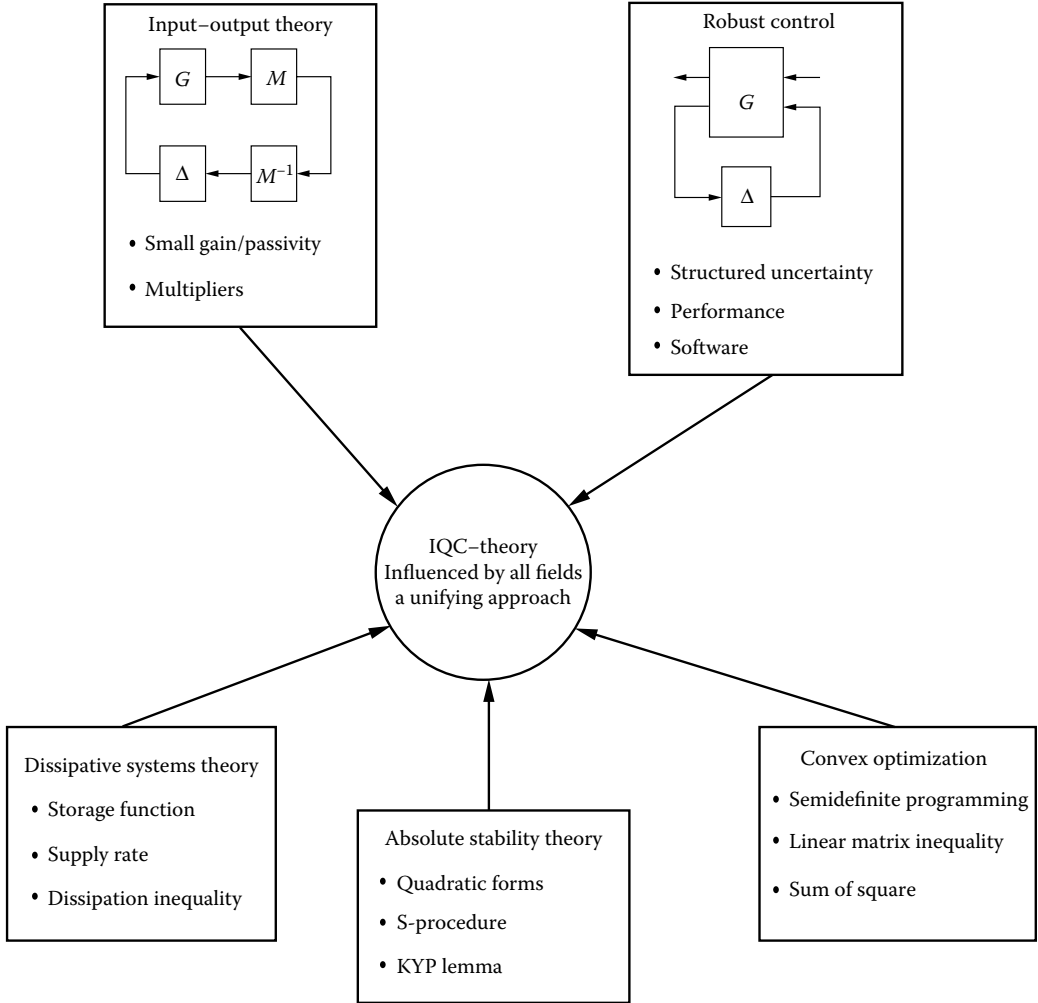 Input–output theory
G
M
Δ
M⁻¹
• Small gain/passivity
• Multipliers
Robust control
G
Δ
• Structured uncertainty
• Performance
• Software
IQC–theory
Influenced by all fields
a unifying approach
Dissipative systems theory
• Storage function
• Supply rate
• Dissipation inequality
Absolute stability theory
• Quadratic forms
• S-procedure
• KYP lemma
Convex optimization
• Semidefinite programming
• Linear matrix inequality
• Sum of square